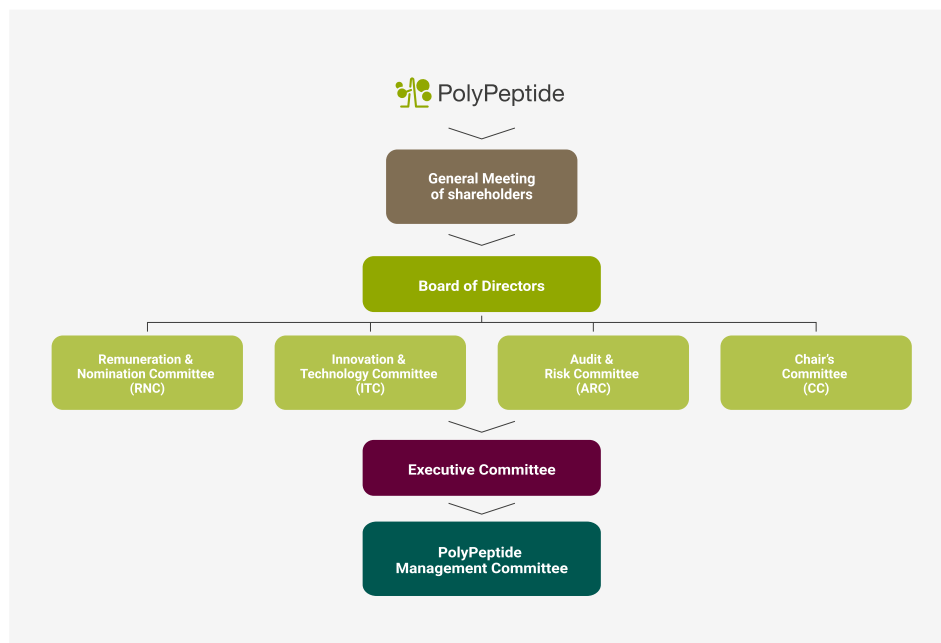 PolyPeptide
General Meeting
of shareholders
Board of Directors
Remuneration &
Nomination Committee
(RNC)
Innovation &
Technology Committee
(ITC)
Audit &
Risk Committee
(ARC)
Chair's
Committee
(CC)
Executive Committee
PolyPeptide
Management Committee